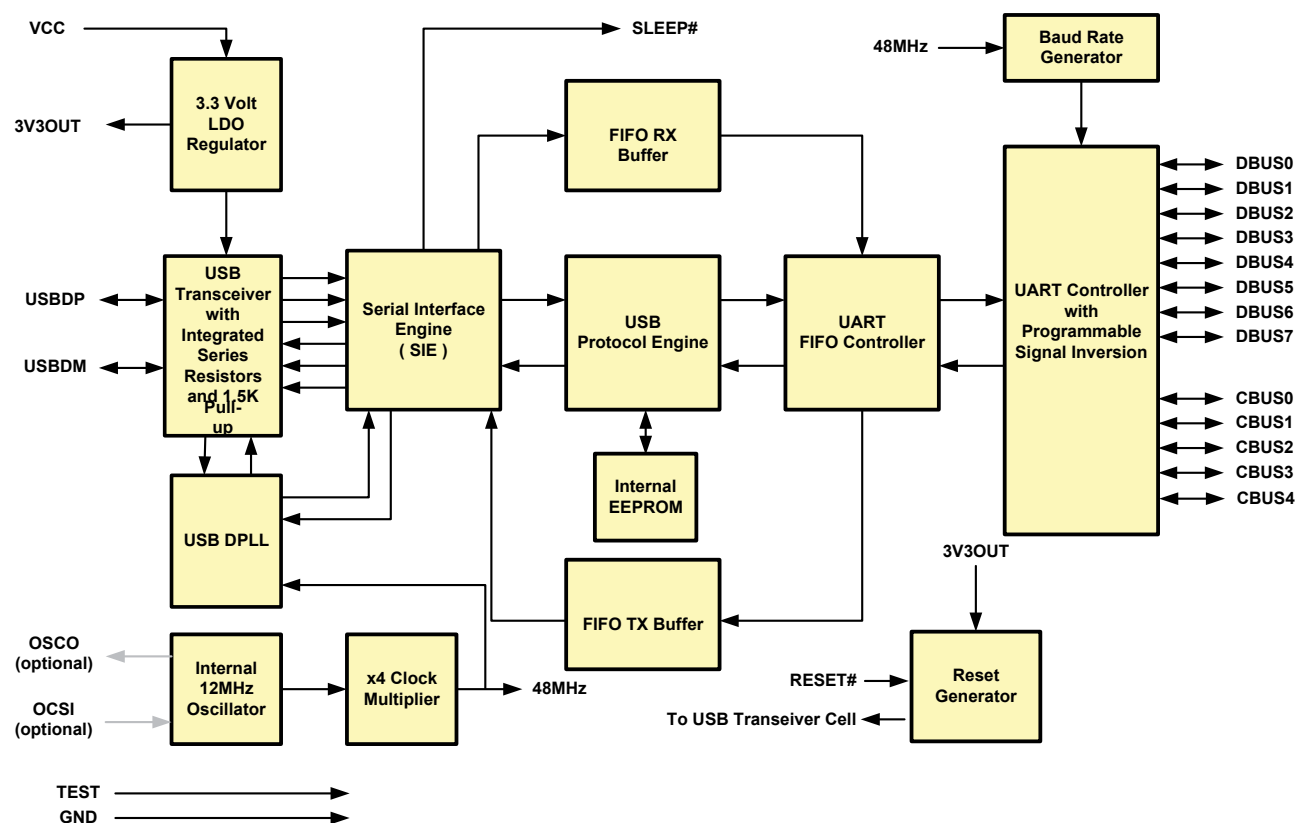 VCC
SLEEP#
48MHz
Baud Rate
Generator
3.3 Volt
LDO
Regulator
3V3OUT
FIFO RX
Buffer
DBUS0
DBUS1
DBUS2
DBUS3
DBUS4
DBUS5
DBUS6
DBUS7
CBUS0
CBUS1
CBUS2
CBUS3
CBUS4
USBDP
USBDM
USB
Transceiver
with
Integrated
Series
Resistors
and 1.5K
Pull-
up
Serial Interface
Engine
( SIE )
USB
Protocol Engine
UART
FIFO Controller
UART Controller
with
Programmable
Signal Inversion
USB DPLL
Internal
EEPROM
3V3OUT
FIFO TX Buffer
OSCO
(optional)
OCSI
(optional)
Internal
12MHz
Oscillator
x4 Clock
Multiplier
48MHz
RESET#
To USB Transeiver Cell
Reset
Generator
TEST
GND